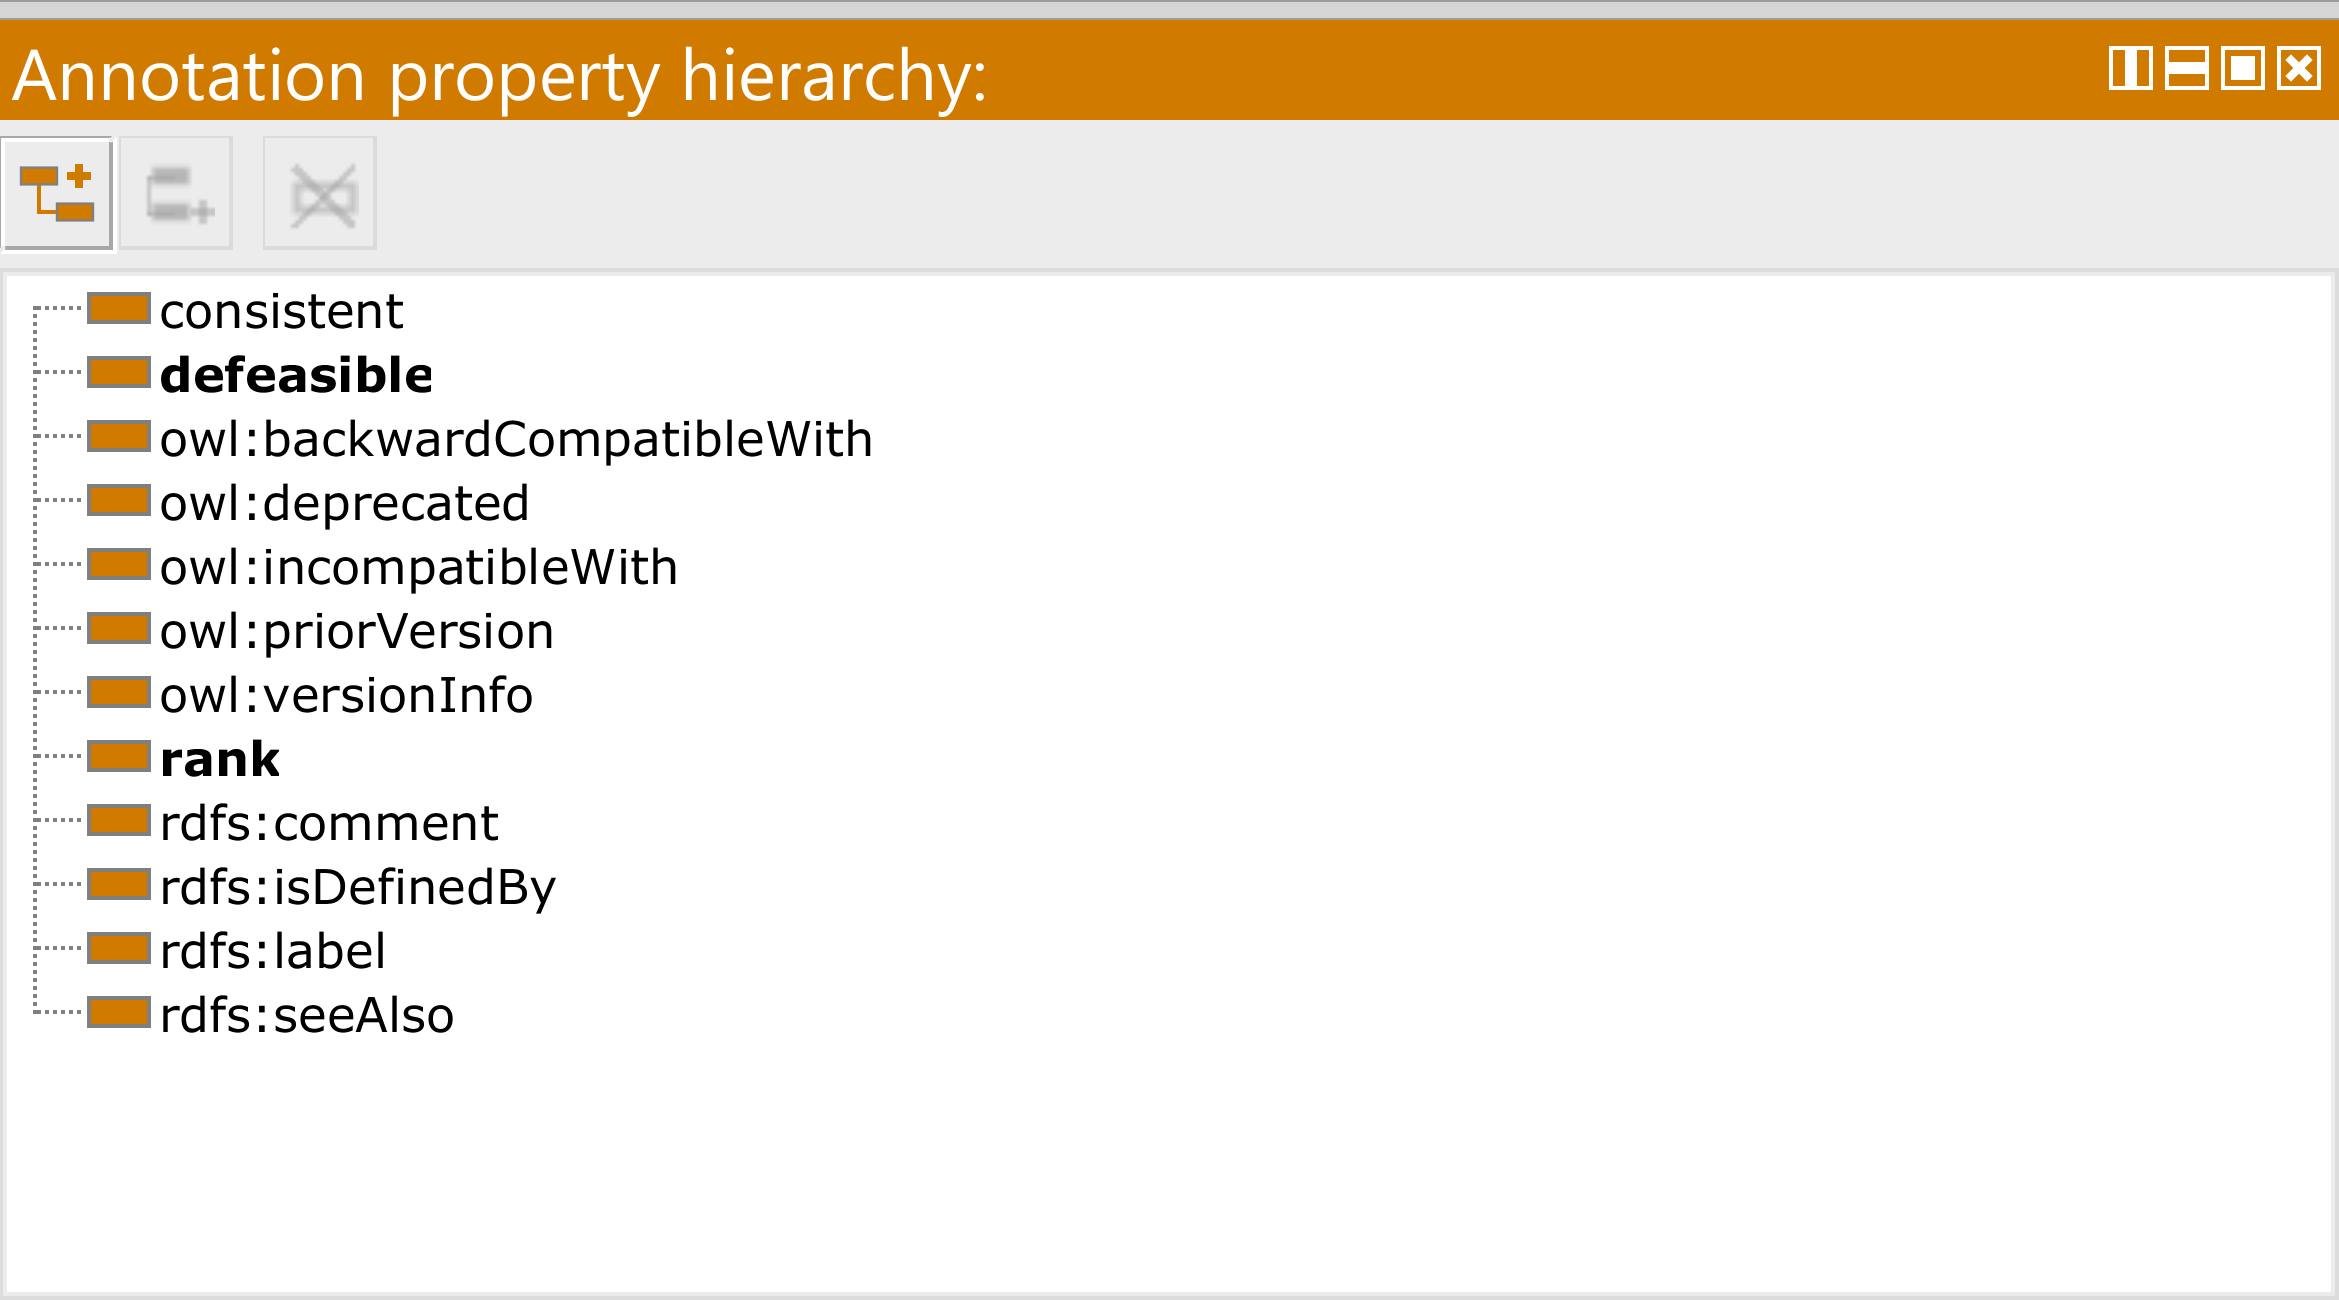 Annotation property hierarchy:
consistent
defeasible
owl:backwardCompatibleWith
owl:deprecated
owl:incompatibleWith
owl:priorVersion
owl:versionInfo
rank
rdfs:comment
rdfs:isDefinedBy
rdfs:label
rdfs:seeAlso